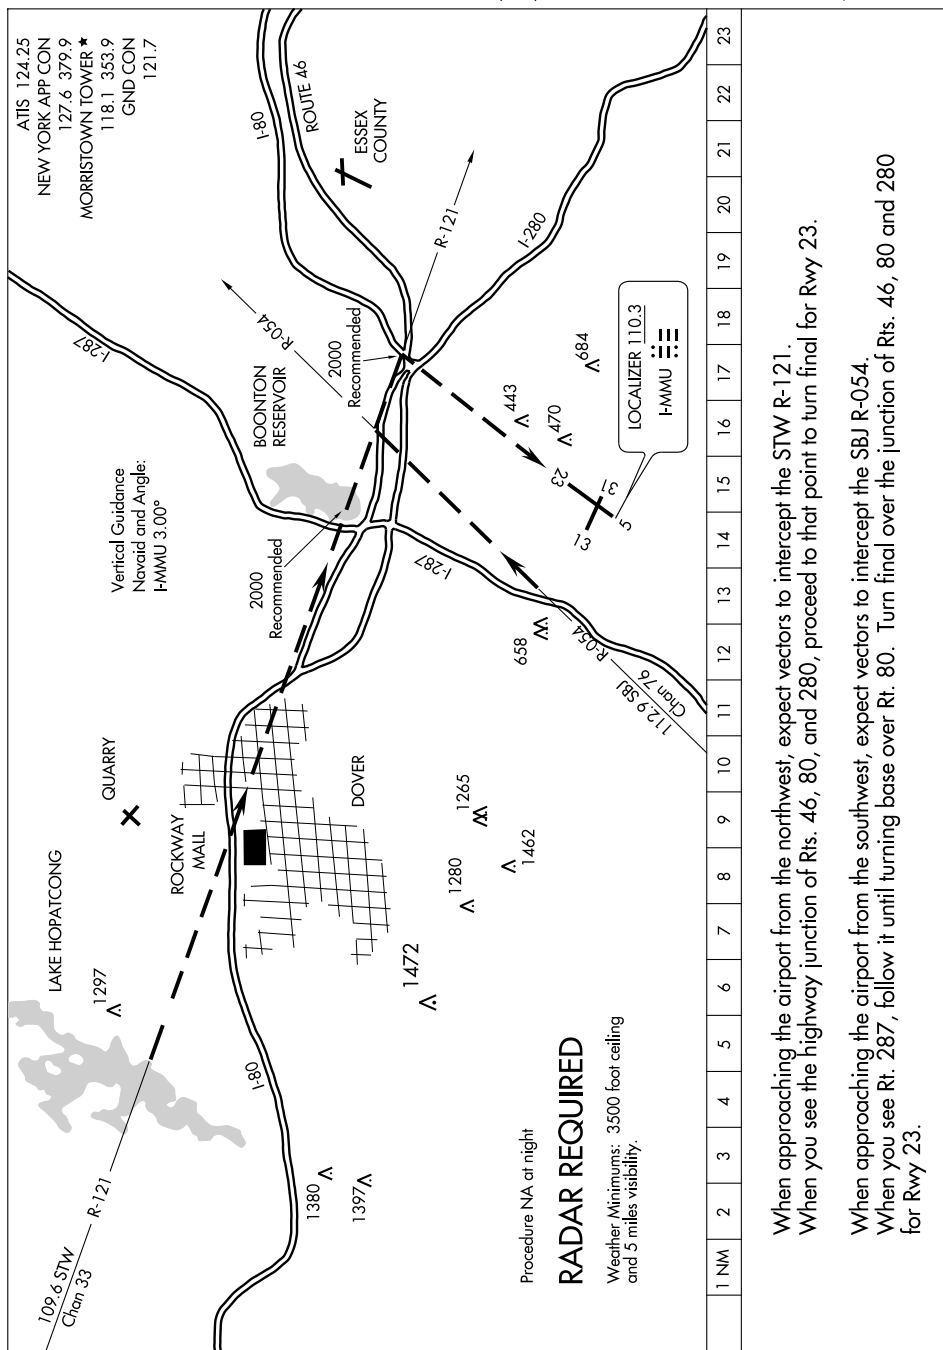 ATIS 124.25
NEW YORK APP CON
127.6 379.9
MORRISTOWN TOWER ★
118.1 353.9
GND CON
121.7
I-80
ROUTE 46
ESSEX
COUNTY
R-121
I-280
I-287
R-054
2000
Recommended
BOONTON
RESERVOIR
Vertical Guidance
Navaid and Angle:
I-MMU 3.00°
2000
Recommended
684
443
470
LOCALIZER 110.3
I-MMU
23
31
13
5
I-287
658
R-054
112.9 SBJ
Chan 76
QUARRY
LAKE HOPATCONG
ROCKWAY
MALL
DOVER
1265
1462
1280
1472
1297
I-80
1380
1397
R-121
109.6 STW
Chan 33
Procedure NA at night
RADAR REQUIRED
Weather Minimums: 3500 foot ceiling
and 5 miles visibility.
1 NM 2 3 4 5 6 7 8 9 10 11 12 13 14 15 16 17 18 19 20 21 22 23
When approaching the airport from the northwest, expect vectors to intercept the STW R-121.
When you see the highway junction of Rts. 46, 80, and 280, proceed to that point to turn final for Rwy 23.
When approaching the airport from the southwest, expect vectors to intercept the SBJ R-054.
When you see Rt. 287, follow it until turning base over Rt. 80. Turn final over the junction of Rts. 46, 80 and 280
for Rwy 23.